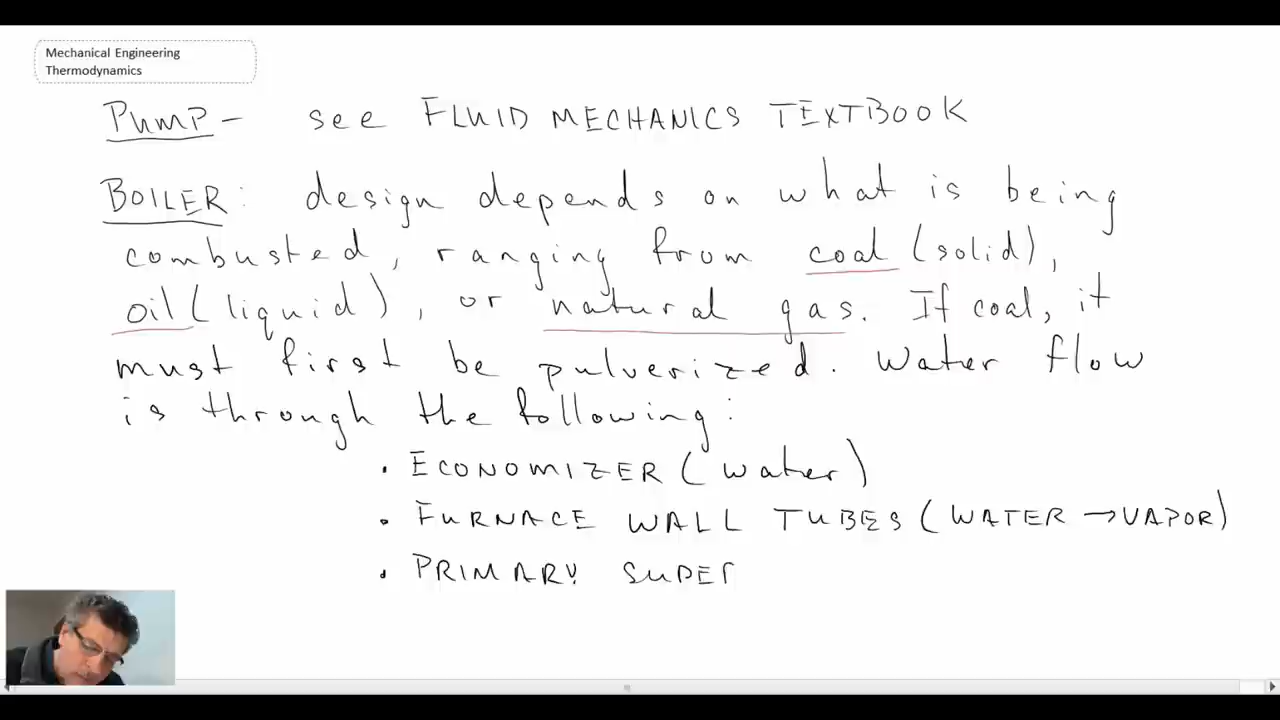 Mechanical Engineering
Thermodynamics
PUMP - see FLUID MECHANICS TEXTBOOK
BOILER: design depends on what is being
combusted, ranging from coal (solid),
oil (liquid), or natural gas. If coal, it
must first be pulverized. Water flow
is through the following:
• ECONOMIZER (water)
• FURNACE WALL TUBES (WATER → VAPOR)
• PRIMARY SUPER